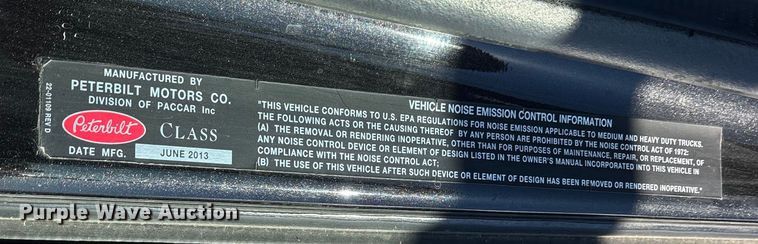 MANUFACTURED BY
PETERBILT MOTORS CO.
DIVISION OF PACCAR Inc
22-01109 REV D
Peterbilt CLASS
DATE MFG. JUNE 2013
VEHICLE NOISE EMISSION CONTROL INFORMATION
"THIS VEHICLE CONFORMS TO U.S. EPA REGULATIONS FOR NOISE EMISSION APPLICABLE TO MEDIUM AND HEAVY DUTY TRUCKS.
THE FOLLOWING ACTS OR THE CAUSING THEREOF BY ANY PERSON ARE PROHIBITED BY THE NOISE CONTROL ACT OF 1972:
(A) THE REMOVAL OR RENDERING INOPERATIVE, OTHER THAN FOR PURPOSES OF MAINTENANCE, REPAIR, OR REPLACEMENT, OF
ANY NOISE CONTROL DEVICE OR ELEMENT OF DESIGN LISTED IN THE OWNER'S MANUAL INCORPORATED INTO THIS VEHICLE IN
COMPLIANCE WITH THE NOISE CONTROL ACT;
(B) THE USE OF THIS VEHICLE AFTER SUCH DEVICE OR ELEMENT OF DESIGN HAS BEEN REMOVED OR RENDERED INOPERATIVE."
Purple Wave Auction